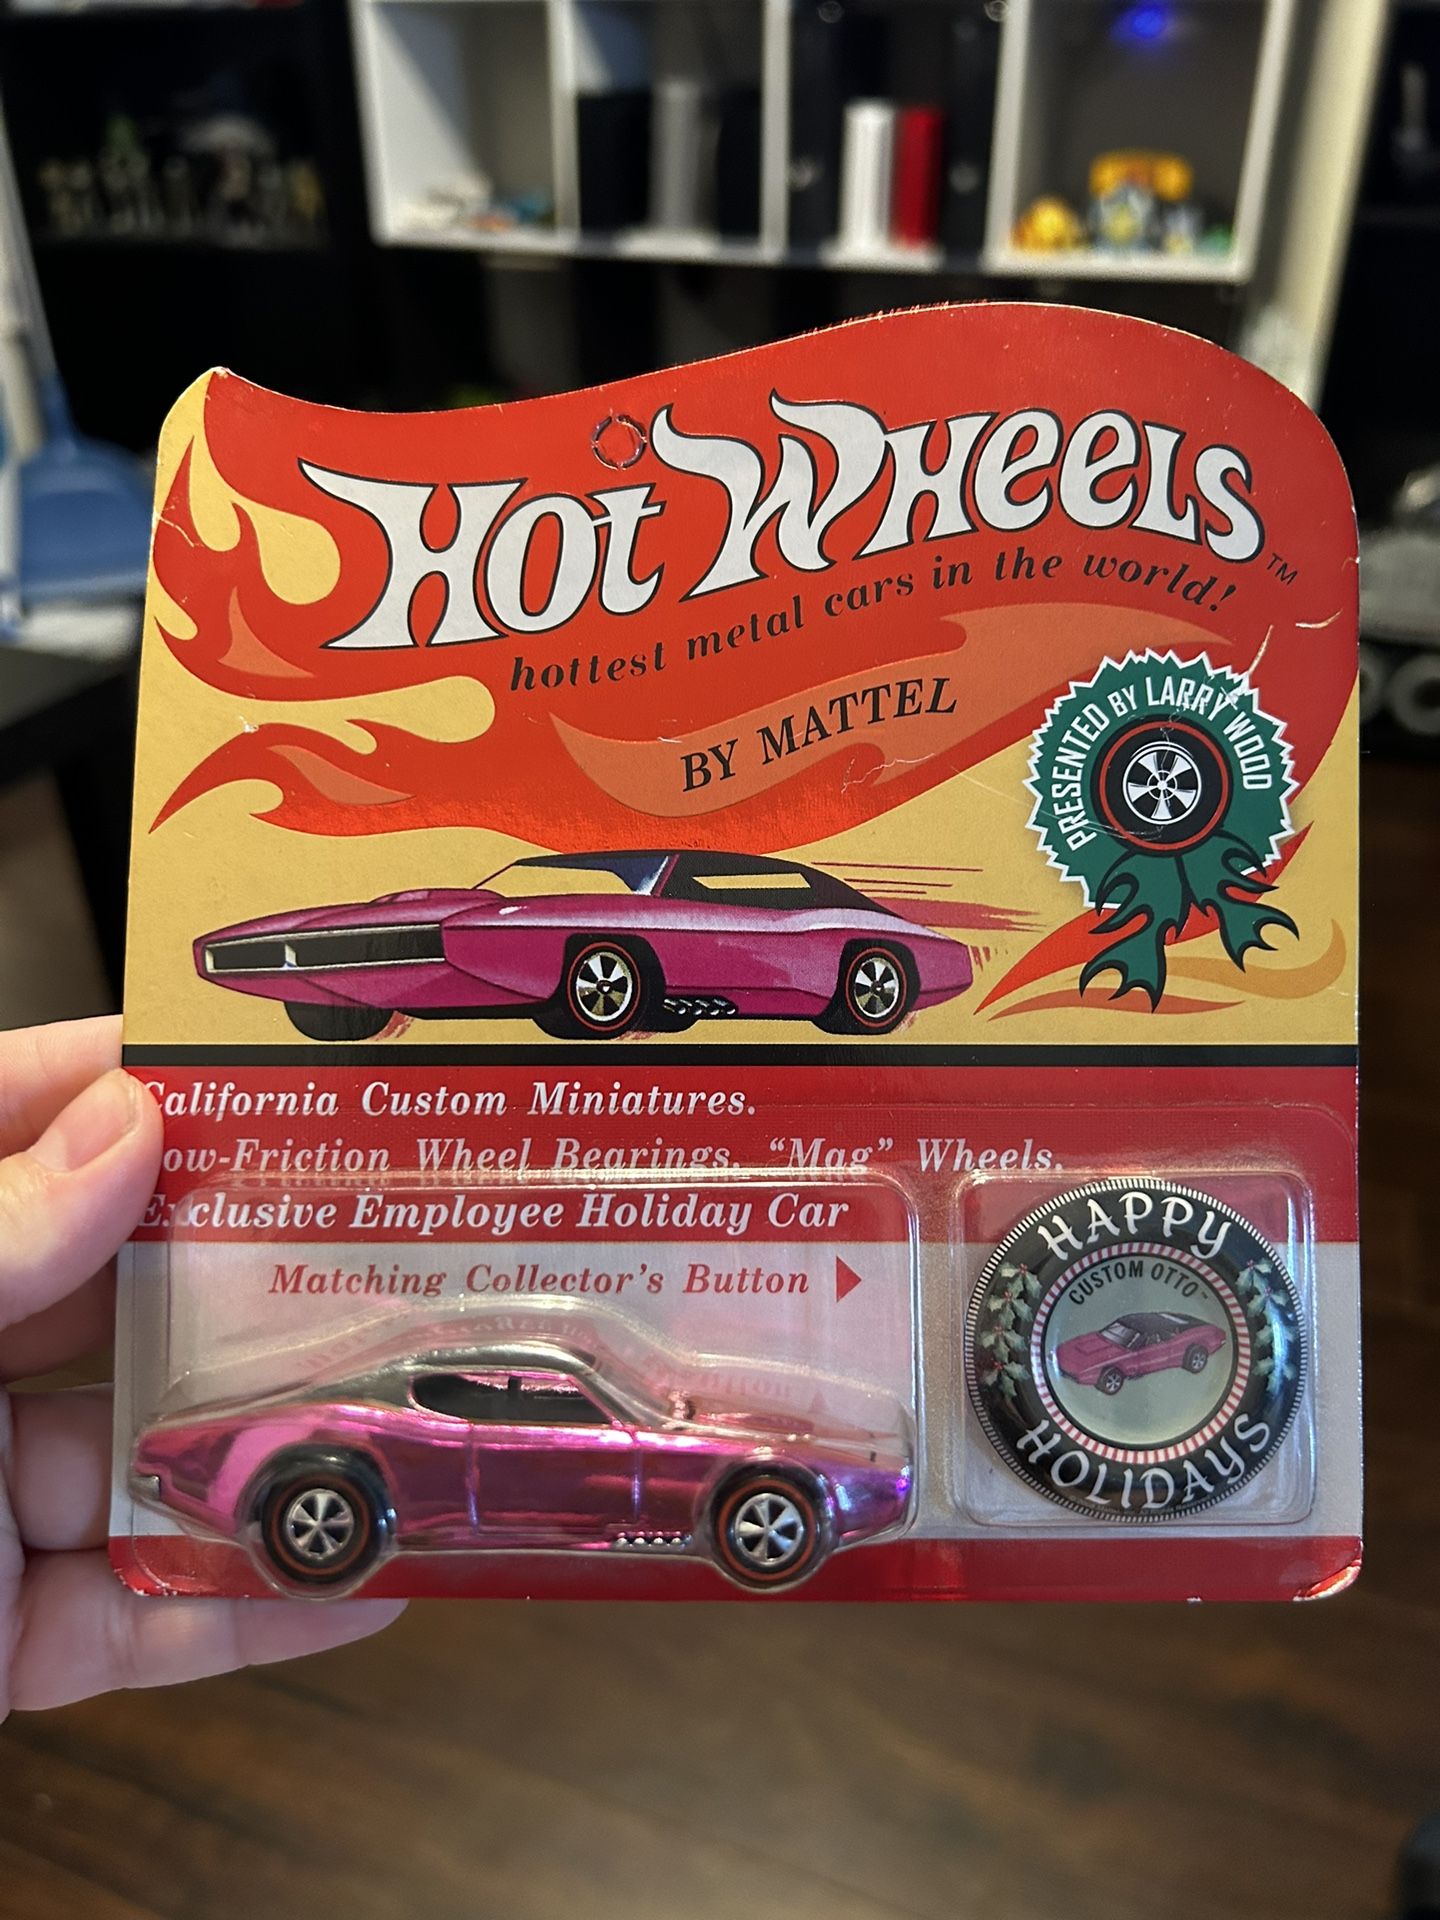 Hot Wheels™
hottest metal cars in the world!
BY MATTEL
PRESENTED BY LARRY WOOD
California Custom Miniatures.
ow-Friction Wheel Bearings, “Mag” Wheels.
Exclusive Employee Holiday Car
Matching Collector's Button
HAPPY
CUSTOM OTTO
HOLIDAYS